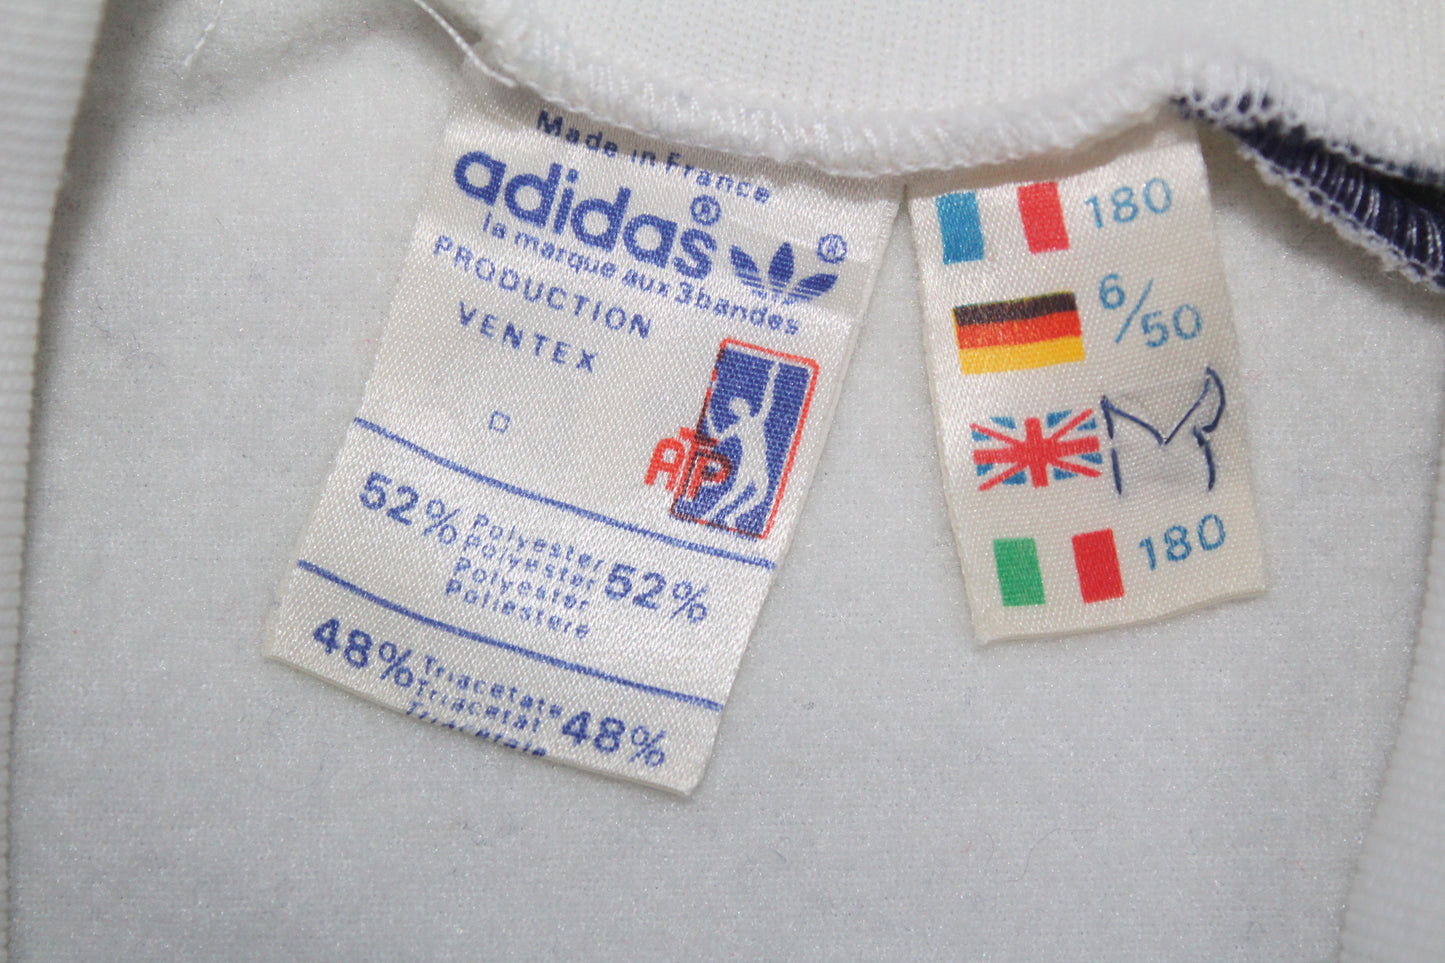 Made in France
adidas®
®
la marque aux 3 bandes
PRODUCTION
VENTEX
ATP
52% Polyester 52%
Polyester
Polyester
Poliestere
48% Triacetate 48%
Triacetat
180
6/50
M
180